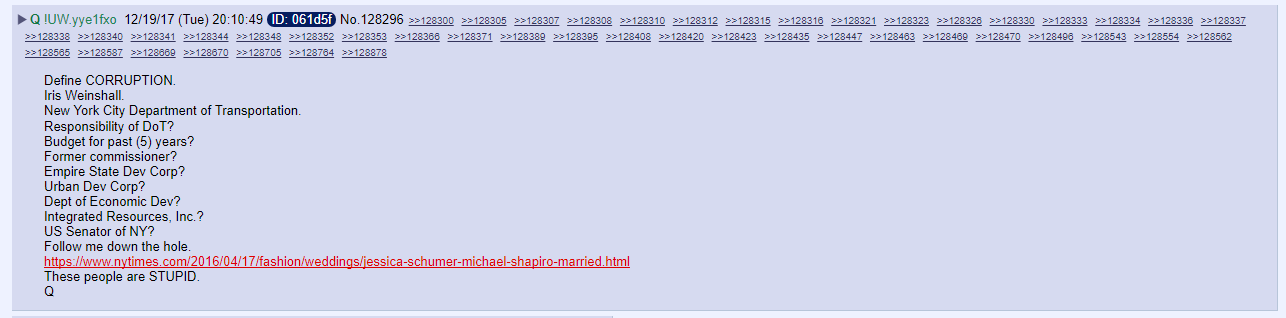 ▶Q !UW.yye1fxo 12/19/17 (Tue) 20:10:49 ID: 061d5f No.128296 >>128300 >>128305 >>128307 >>128308 >>128310 >>128312 >>128315 >>128316 >>128321 >>128323 >>128326 >>128330 >>128333 >>128334 >>128336 >>128337
>>128338 >>128340 >>128341 >>128344 >>128348 >>128352 >>128353 >>128366 >>128371 >>128389 >>128395 >>128408 >>128420 >>128423 >>128435 >>128447 >>128463 >>128469 >>128470 >>128496 >>128543 >>128554 >>128562
>>128565 >>128587 >>128669 >>128670 >>128705 >>128764 >>128878
Define CORRUPTION.
Iris Weinshall.
New York City Department of Transportation.
Responsibility of DoT?
Budget for past (5) years?
Former commissioner?
Empire State Dev Corp?
Urban Dev Corp?
Dept of Economic Dev?
Integrated Resources, Inc.?
US Senator of NY?
Follow me down the hole.
https://www.nytimes.com/2016/04/17/fashion/weddings/jessica-schumer-michael-shapiro-married.html
These people are STUPID.
Q